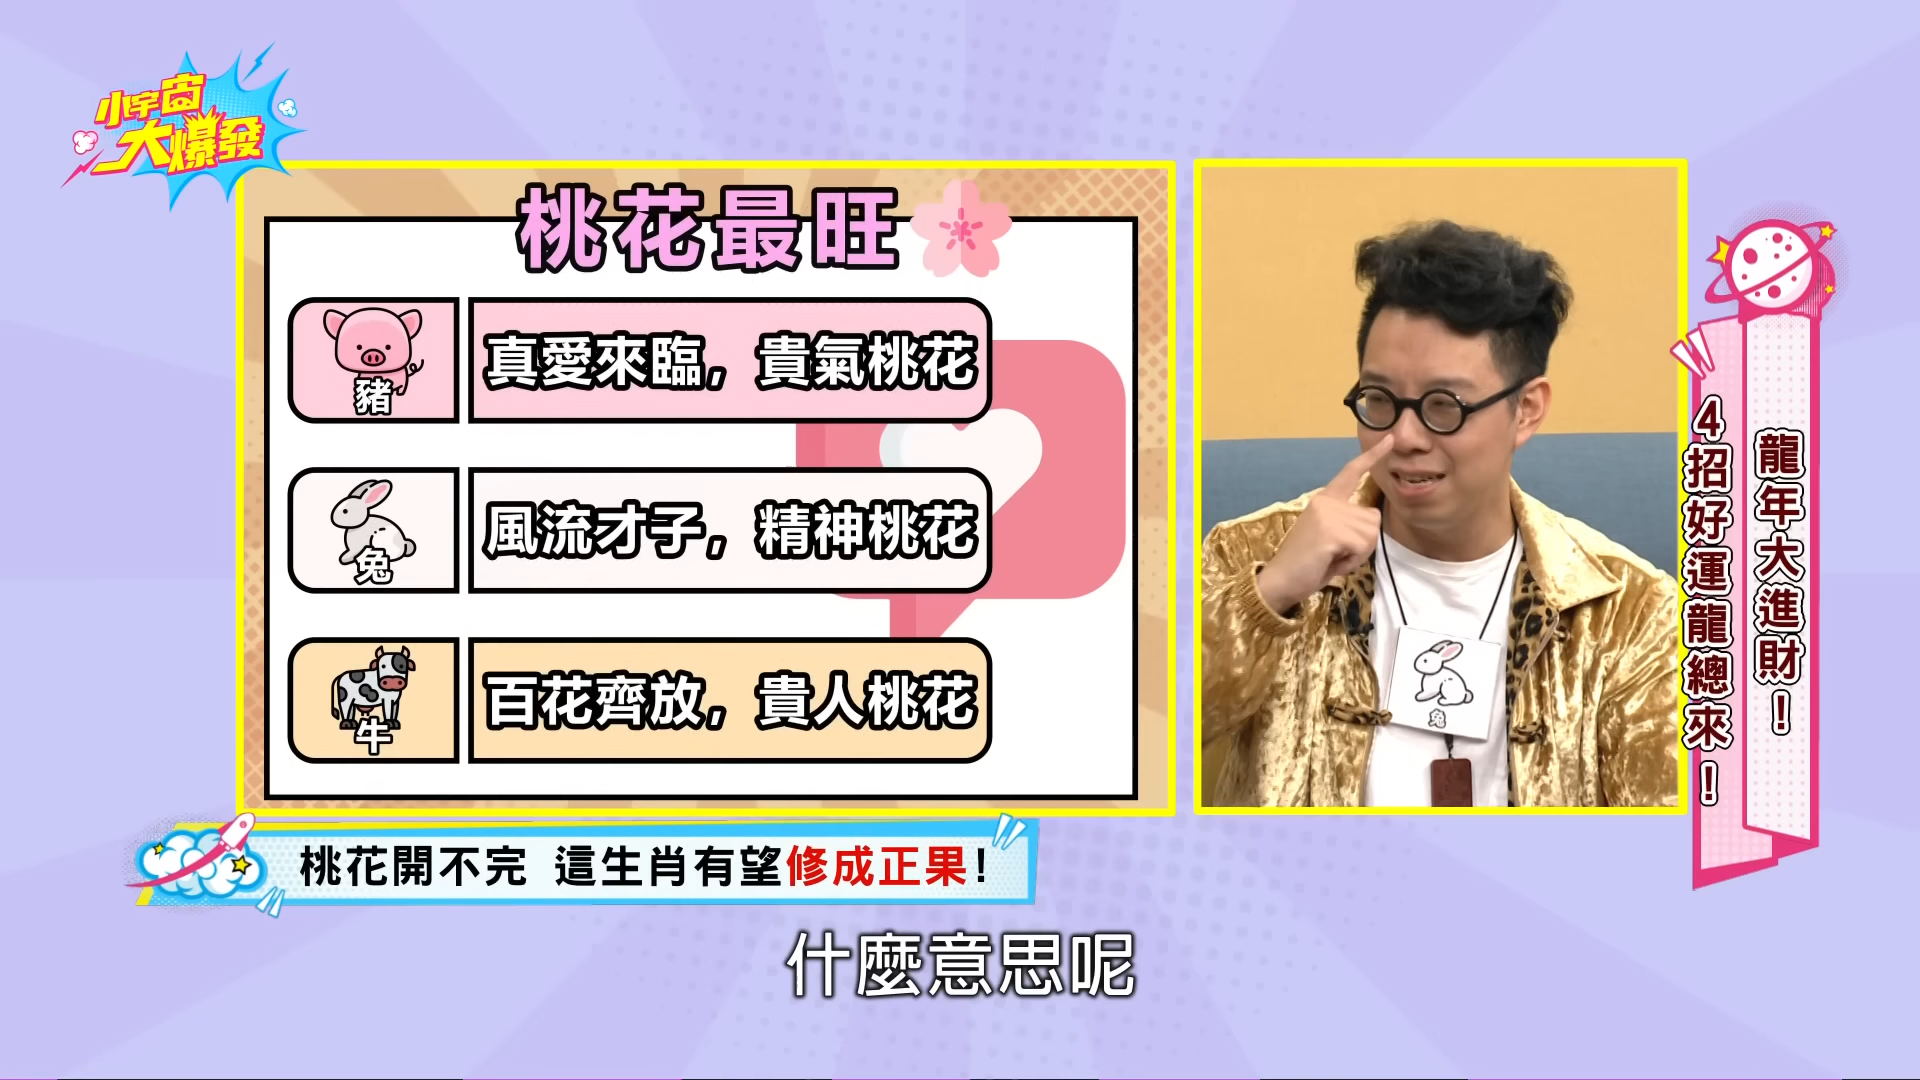 小宇宙
大爆發
桃花最旺
豬
真愛來臨，貴氣桃花
兔
風流才子，精神桃花
牛
百花齊放，貴人桃花
兔
龍年大進財！
4招好運龍總來！
桃花開不完 這生肖有望修成正果！
什麼意思呢